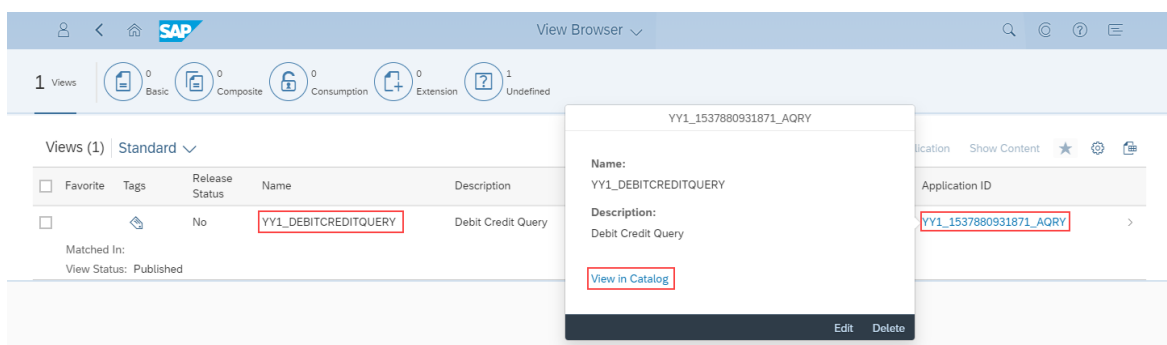 SAP View Browser
1 Views 0 Basic 0 Composite 0 Consumption 0 Extension 1 Undefined
Views (1) Standard
lication Show Content
Favorite Tags Release Status Name Description Application ID
No YY1_DEBITCREDITQUERY Debit Credit Query YY1_1537880931871_AQRY
Matched In:
View Status: Published
YY1_1537880931871_AQRY
Name:
YY1_DEBITCREDITQUERY
Description:
Debit Credit Query
View in Catalog
Edit Delete